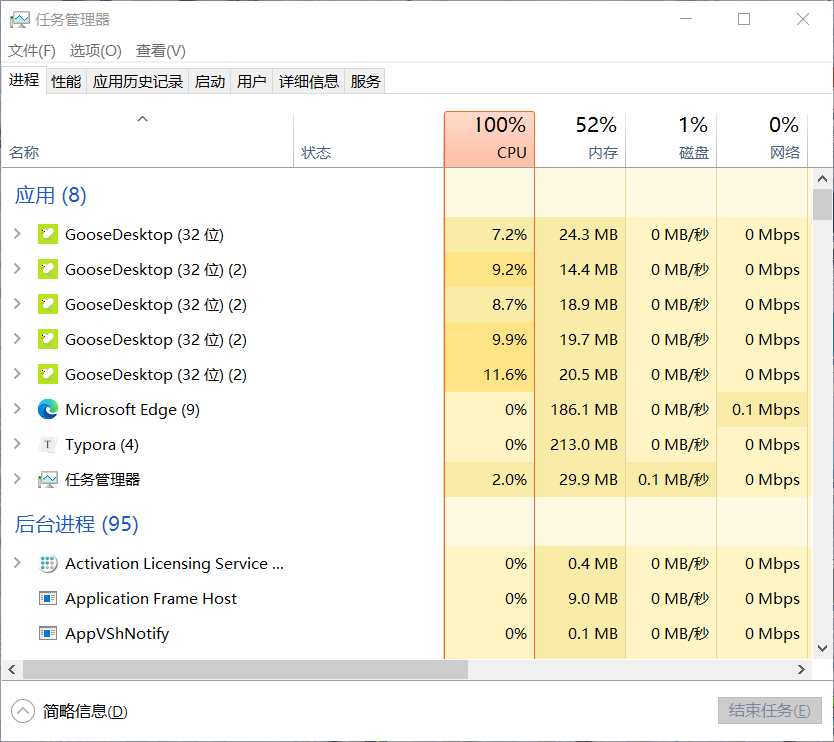 任务管理器
文件(F) 选项(O) 查看(V)
进程 性能 应用历史记录 启动 用户 详细信息 服务
100% 52% 1% 0%
名称 状态 CPU 内存 磁盘 网络
应用 (8)
GooseDesktop (32 位) 7.2% 24.3 MB 0 MB/秒 0 Mbps
GooseDesktop (32 位) (2) 9.2% 14.4 MB 0 MB/秒 0 Mbps
GooseDesktop (32 位) (2) 8.7% 18.9 MB 0 MB/秒 0 Mbps
GooseDesktop (32 位) (2) 9.9% 19.7 MB 0 MB/秒 0 Mbps
GooseDesktop (32 位) (2) 11.6% 20.5 MB 0 MB/秒 0 Mbps
Microsoft Edge (9) 0% 186.1 MB 0 MB/秒 0.1 Mbps
T Typora (4) 0% 213.0 MB 0 MB/秒 0 Mbps
任务管理器 2.0% 29.9 MB 0.1 MB/秒 0 Mbps
后台进程 (95)
Activation Licensing Service ... 0% 0.4 MB 0 MB/秒 0 Mbps
Application Frame Host 0% 9.0 MB 0 MB/秒 0 Mbps
AppVShNotify 0% 0.1 MB 0 MB/秒 0 Mbps
简略信息(D) 结束任务(E)